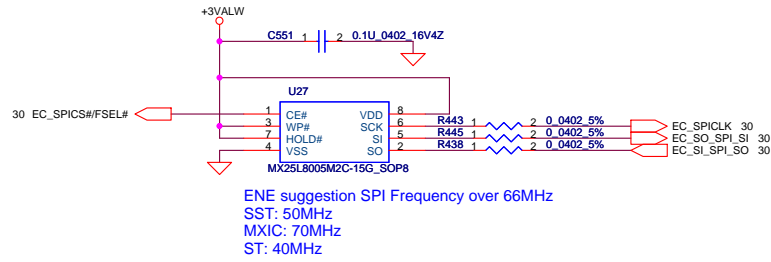 +3VALW
C551 1 2 0.1U_0402_16V4Z
U27
30 EC_SPICS#/FSEL# 1 CE# VDD 8
3 WP# SCK 6 R443 1 2 0_0402_5% EC_SPICLK 30
7 HOLD# SI 5 R445 1 2 0_0402_5% EC_SO_SPI_SI 30
4 VSS SO 2 R438 1 2 0_0402_5% EC_SI_SPI_SO 30
MX25L8005M2C-15G_SOP8
ENE suggestion SPI Frequency over 66MHz
SST: 50MHz
MXIC: 70MHz
ST: 40MHz